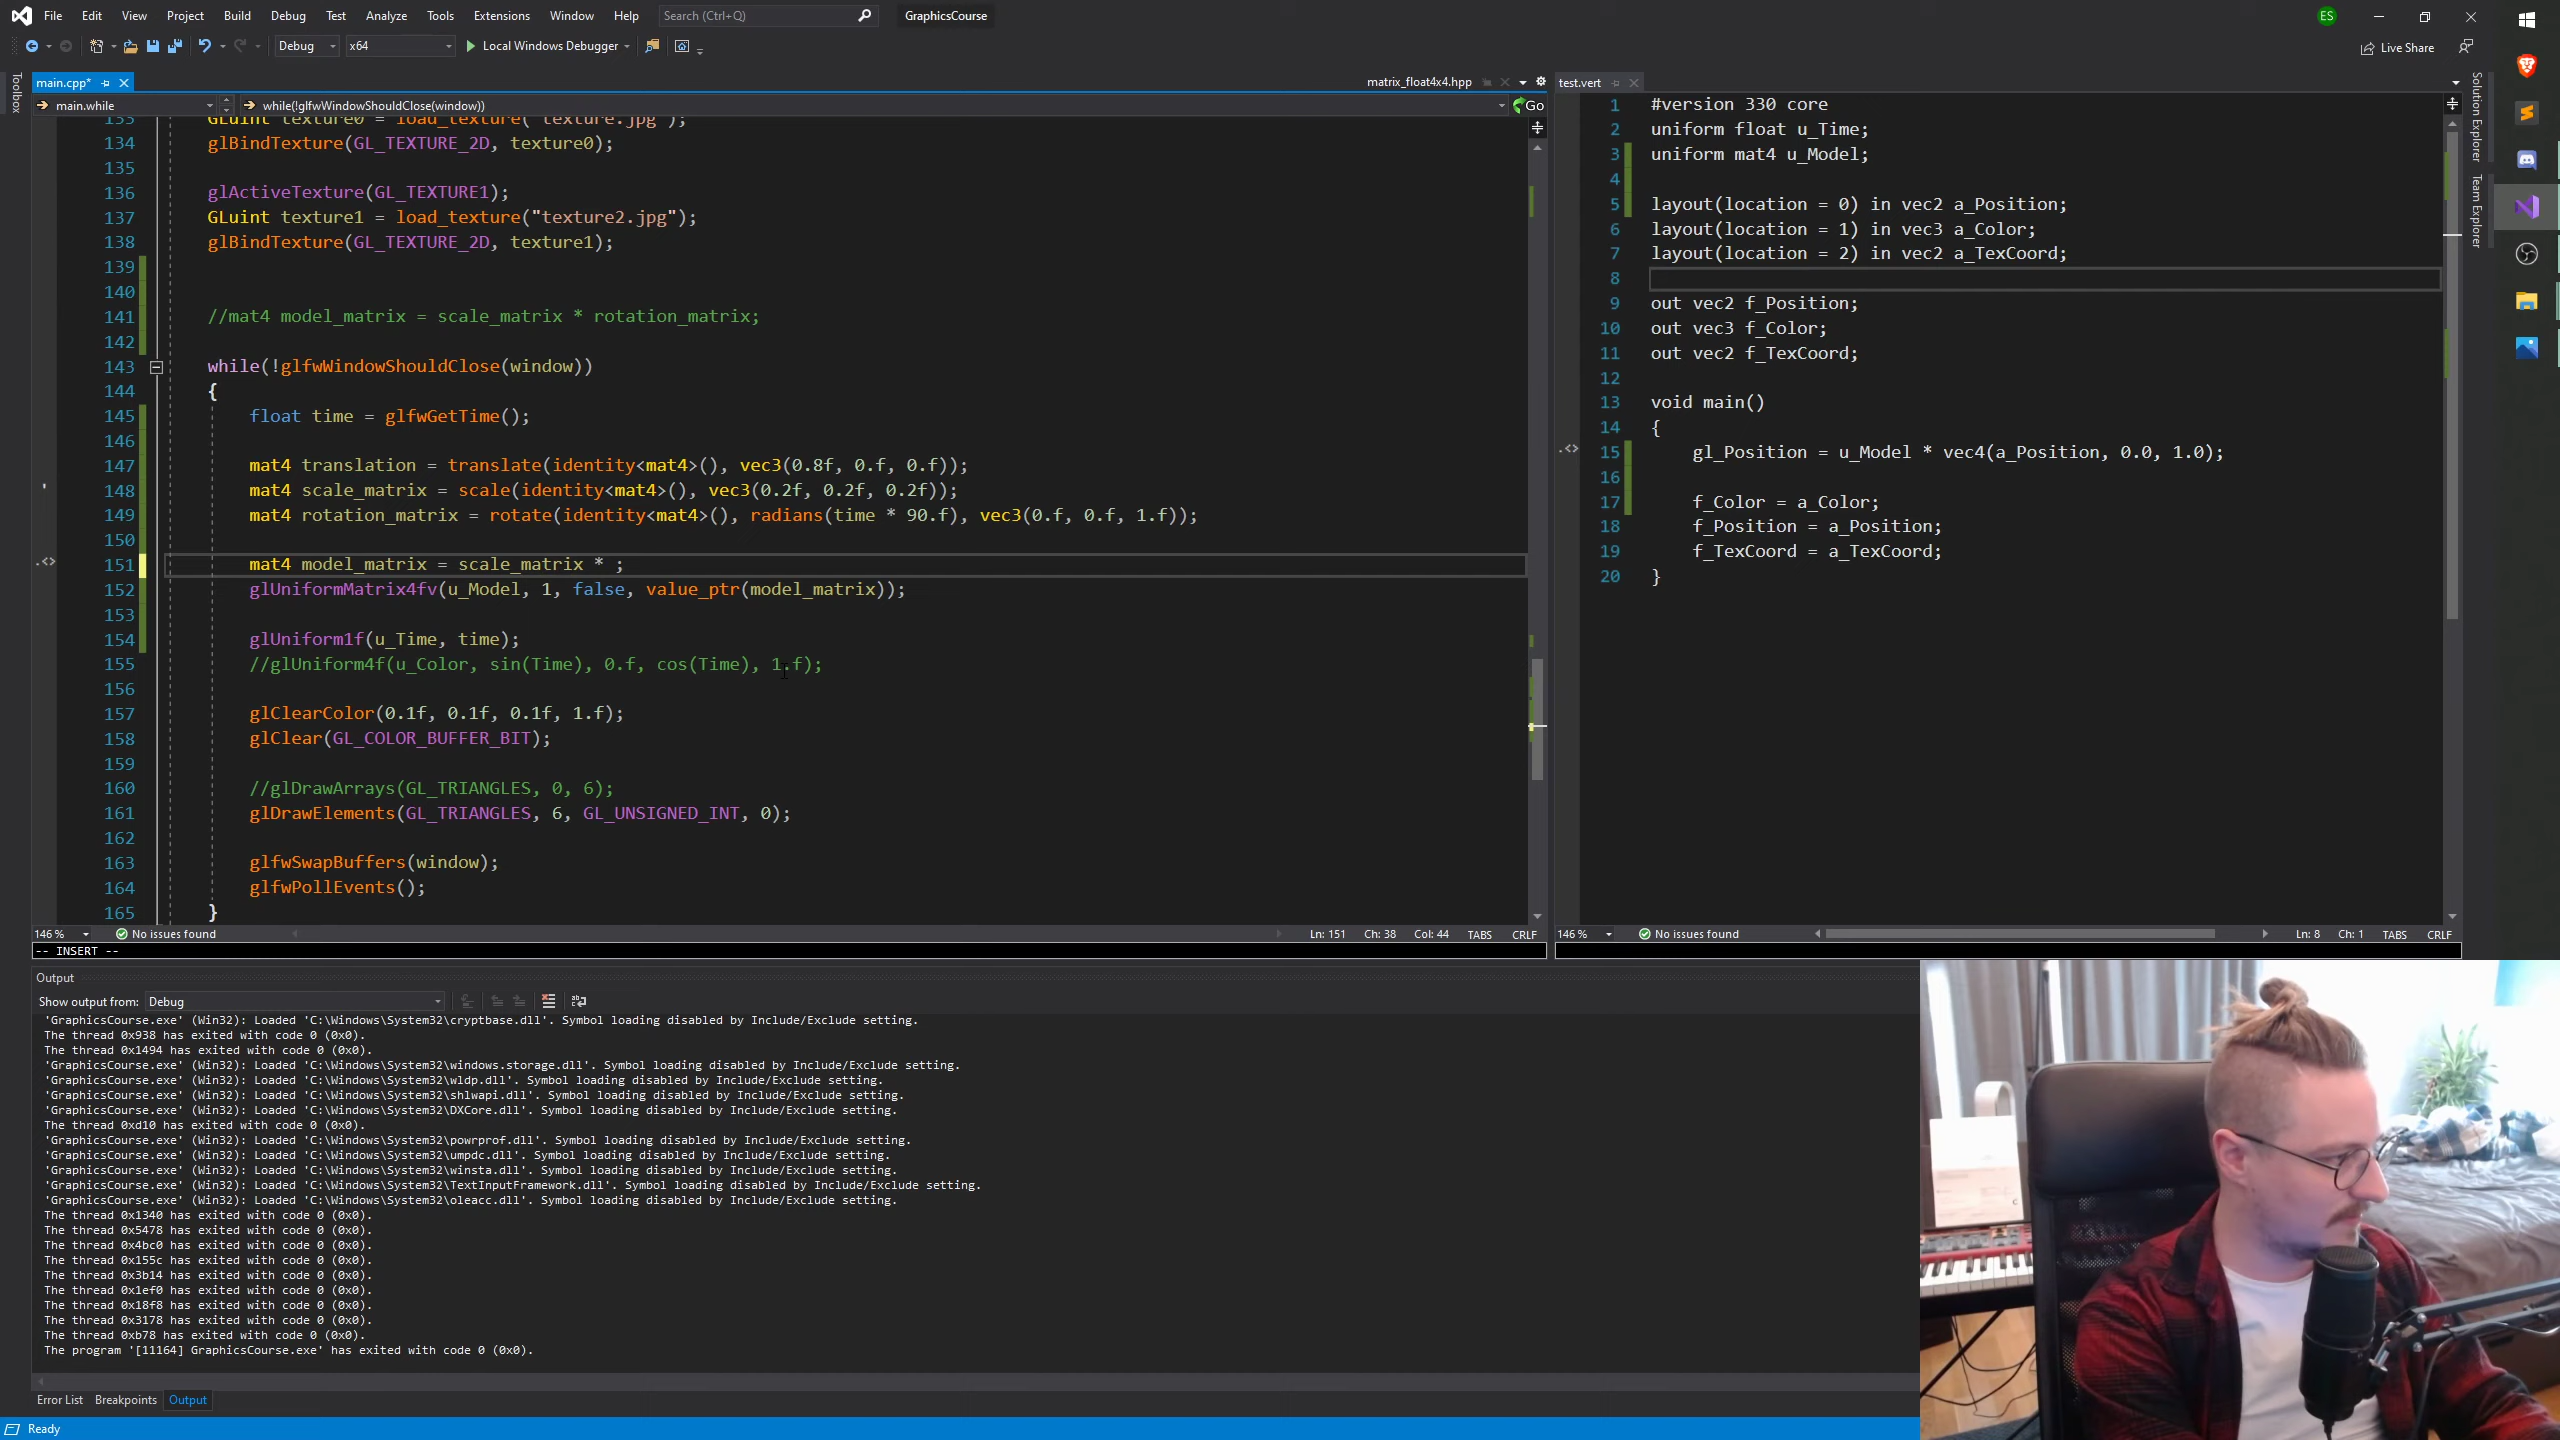 File Edit View Project Build Debug Test Analyze Tools Extensions Window Help Search (Ctrl+Q) GraphicsCourse ES
Debug x64 Local Windows Debugger Live Share
Toolbox
main.cpp* matrix_float4x4.hpp
main.while while(!glfwWindowShouldClose(window)) Go
133 GLuint texture0 = load_texture("texture.jpg");
134 glBindTexture(GL_TEXTURE_2D, texture0);
135
136 glActiveTexture(GL_TEXTURE1);
137 GLuint texture1 = load_texture("texture2.jpg");
138 glBindTexture(GL_TEXTURE_2D, texture1);
139
140
141 //mat4 model_matrix = scale_matrix * rotation_matrix;
142
143 while(!glfwWindowShouldClose(window))
144 {
145 float time = glfwGetTime();
146
147 mat4 translation = translate(identity<mat4>(), vec3(0.8f, 0.f, 0.f));
148 mat4 scale_matrix = scale(identity<mat4>(), vec3(0.2f, 0.2f, 0.2f));
149 mat4 rotation_matrix = rotate(identity<mat4>(), radians(time * 90.f), vec3(0.f, 0.f, 1.f));
150
151 mat4 model_matrix = scale_matrix * ;
152 glUniformMatrix4fv(u_Model, 1, false, value_ptr(model_matrix));
153
154 glUniform1f(u_Time, time);
155 //glUniform4f(u_Color, sin(Time), 0.f, cos(Time), 1.f);
156
157 glClearColor(0.1f, 0.1f, 0.1f, 1.f);
158 glClear(GL_COLOR_BUFFER_BIT);
159
160 //glDrawArrays(GL_TRIANGLES, 0, 6);
161 glDrawElements(GL_TRIANGLES, 6, GL_UNSIGNED_INT, 0);
162
163 glfwSwapBuffers(window);
164 glfwPollEvents();
165 }
146 % No issues found Ln: 151 Ch: 38 Col: 44 TABS CRLF
-- INSERT --
test.vert
1 #version 330 core
2 uniform float u_Time;
3 uniform mat4 u_Model;
4
5 layout(location = 0) in vec2 a_Position;
6 layout(location = 1) in vec3 a_Color;
7 layout(location = 2) in vec2 a_TexCoord;
8
9 out vec2 f_Position;
10 out vec3 f_Color;
11 out vec2 f_TexCoord;
12
13 void main()
14 {
15 gl_Position = u_Model * vec4(a_Position, 0.0, 1.0);
16
17 f_Color = a_Color;
18 f_Position = a_Position;
19 f_TexCoord = a_TexCoord;
20 }
146 % No issues found Ln: 8 Ch: 1 TABS CRLF
Solution Explorer
Team Explorer
Output
Show output from: Debug
'GraphicsCourse.exe' (Win32): Loaded 'C:\Windows\System32\cryptbase.dll'. Symbol loading disabled by Include/Exclude setting.
The thread 0x938 has exited with code 0 (0x0).
The thread 0x1494 has exited with code 0 (0x0).
'GraphicsCourse.exe' (Win32): Loaded 'C:\Windows\System32\windows.storage.dll'. Symbol loading disabled by Include/Exclude setting.
'GraphicsCourse.exe' (Win32): Loaded 'C:\Windows\System32\wldp.dll'. Symbol loading disabled by Include/Exclude setting.
'GraphicsCourse.exe' (Win32): Loaded 'C:\Windows\System32\shlwapi.dll'. Symbol loading disabled by Include/Exclude setting.
'GraphicsCourse.exe' (Win32): Loaded 'C:\Windows\System32\DXCore.dll'. Symbol loading disabled by Include/Exclude setting.
The thread 0xd10 has exited with code 0 (0x0).
'GraphicsCourse.exe' (Win32): Loaded 'C:\Windows\System32\powrprof.dll'. Symbol loading disabled by Include/Exclude setting.
'GraphicsCourse.exe' (Win32): Loaded 'C:\Windows\System32\umpdc.dll'. Symbol loading disabled by Include/Exclude setting.
'GraphicsCourse.exe' (Win32): Loaded 'C:\Windows\System32\winsta.dll'. Symbol loading disabled by Include/Exclude setting.
'GraphicsCourse.exe' (Win32): Loaded 'C:\Windows\System32\TextInputFramework.dll'. Symbol loading disabled by Include/Exclude setting.
'GraphicsCourse.exe' (Win32): Loaded 'C:\Windows\System32\oleacc.dll'. Symbol loading disabled by Include/Exclude setting.
The thread 0x1340 has exited with code 0 (0x0).
The thread 0x5478 has exited with code 0 (0x0).
The thread 0x4bc0 has exited with code 0 (0x0).
The thread 0x155c has exited with code 0 (0x0).
The thread 0x3b14 has exited with code 0 (0x0).
The thread 0x1ef0 has exited with code 0 (0x0).
The thread 0x18f8 has exited with code 0 (0x0).
The thread 0x3178 has exited with code 0 (0x0).
The thread 0xb78 has exited with code 0 (0x0).
The program '[11164] GraphicsCourse.exe' has exited with code 0 (0x0).
Error List Breakpoints Output
Ready